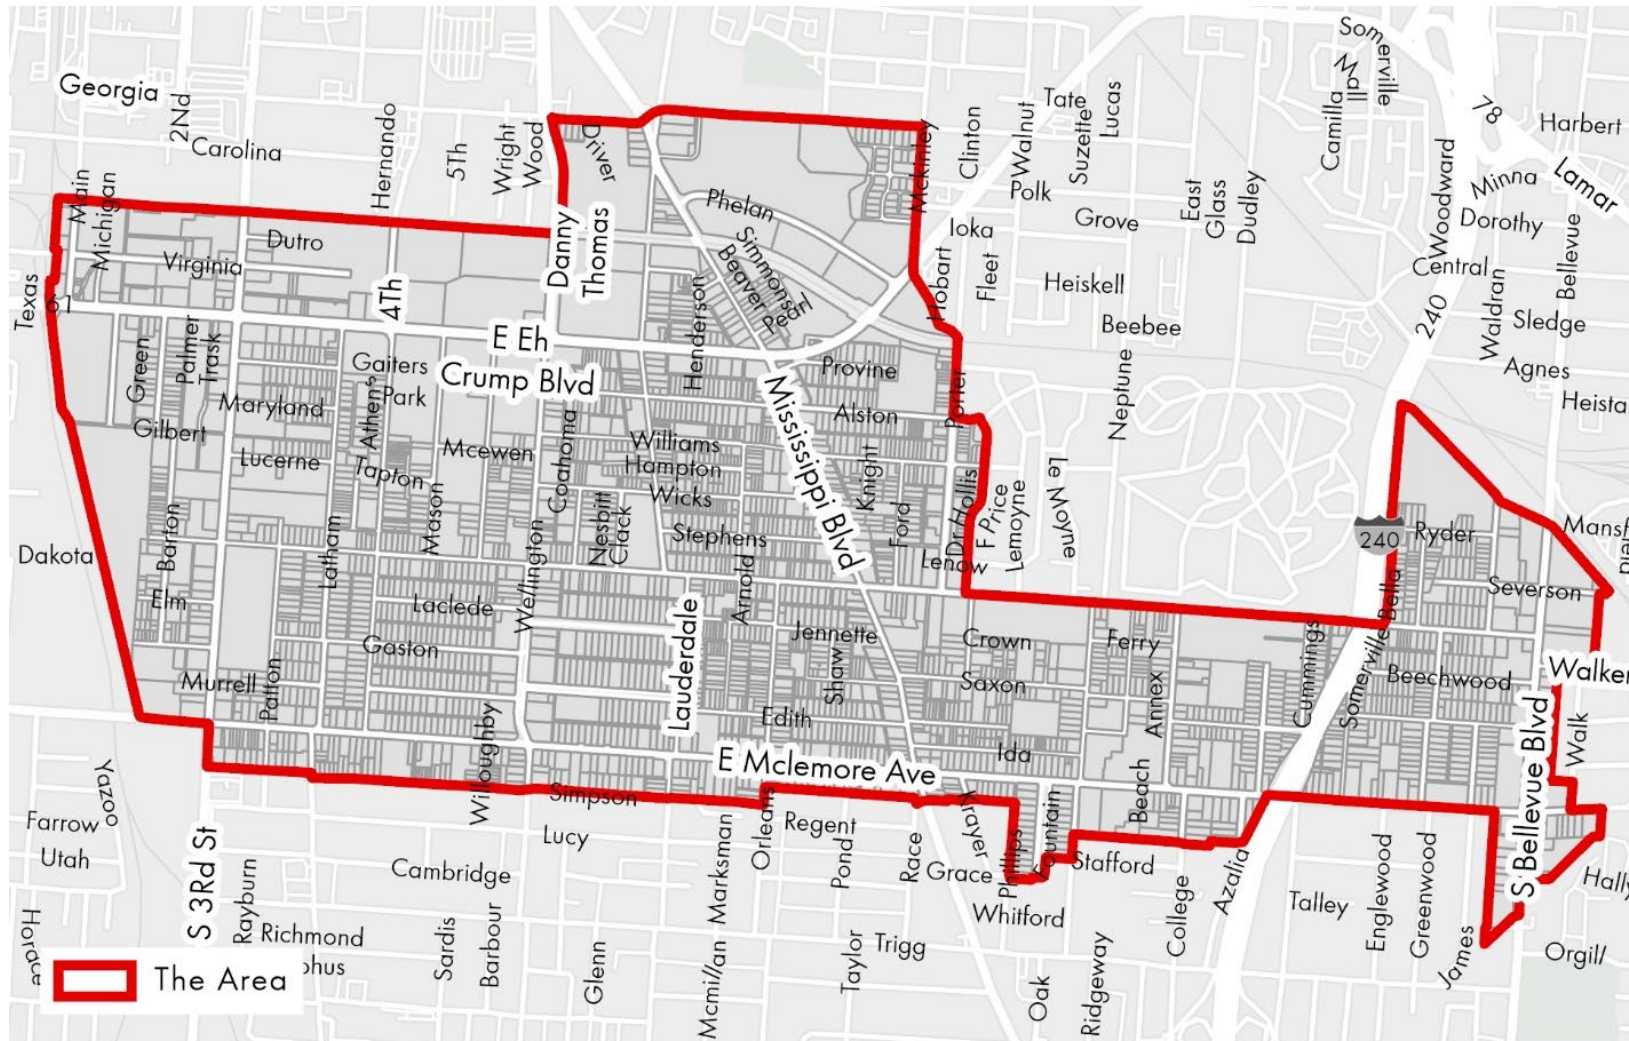 Georgia
2Nd
Carolina
Hernando
5Th
Wright
Wood
Driver
Mckinley
Clinton
Tate
Walnut
Suzette
Lucas
Somerville
Mall
Camilla
78
Harbert
Lamar
Woodward
240
Minna
Dorothy
Polk
Grove
East
Glass
Dudley
Main
Michigan
Dutro
Virginia
Danny
Thomas
Phelan
Simmons
Beaver
Pearl
Ioka
Hobart
Fleet
Heiskell
Beebee
Central
240
Waldran
Bellevue
Sledge
Agnes
Heista
Texas
61
4Th
E Eh
Crump Blvd
Henderson
Provine
Alston
Porter
Neptune
Green
Palmer
Trask
Gaiters
Park
Athens
Maryland
Gilbert
Lucerne
Tapton
Mcewen
Coahoma
Williams
Hampton
Wicks
Mississippi Blvd
Knight
Ford
Dr Hollis
F Price
Lemoyne
Le Moyne
Lenow
240
Ryder
Mansfield
Severson
Dakota
Barton
Latham
Mason
Wellington
Nesbitt
Clack
Stephens
Arnold
Elm
Laclede
Gaston
Lauderdale
Jennette
Shaw
Crown
Ferry
Saxon
Annex
Cummings
Somerville
Bella
Beechwood
Walker
Murrell
Patton
Willoughby
Edith
E Mclemore Ave
Ida
Beach
S Bellevue Blvd
Walk
Yazoo
Farrow
Utah
Horace
S 3Rd St
Rayburn
Simpson
Lucy
Cambridge
Richmond
phus
Sardis
Barbour
Glenn
Marksman
Mcmillan
Orleans
Regent
Pond
Race
Krayer
Grace
Phillips
Fountain
Whitford
Stafford
Taylor
Trigg
Oak
Ridgeway
College
Azalia
Talley
Englewood
Greenwood
James
Hally
Orgill
The Area